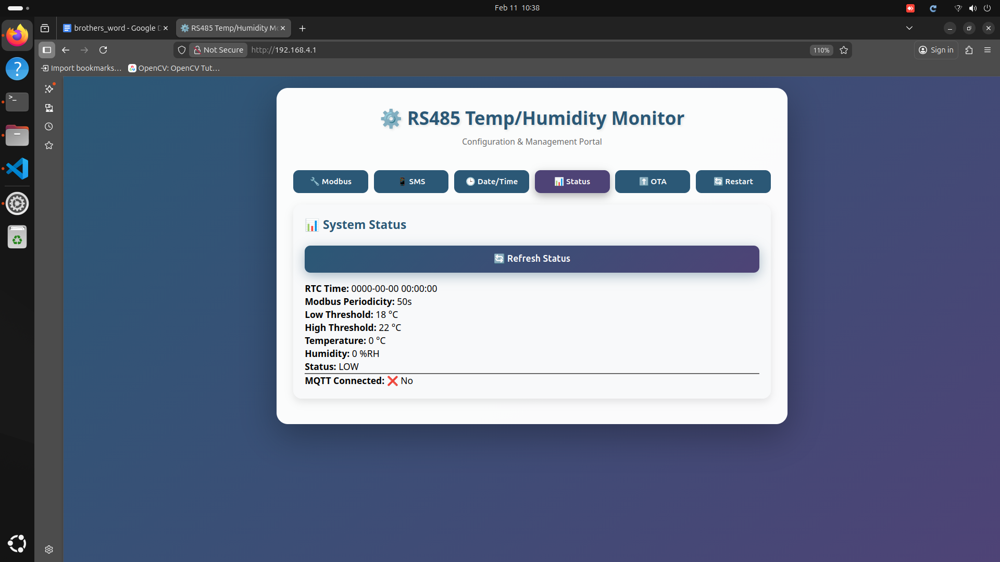 Feb 11 10:38
brothers_word - Google D
RS485 Temp/Humidity Mo
Not Secure http://192.168.4.1
110%
Sign in
Import bookmarks…
OpenCV: OpenCV Tut…
RS485 Temp/Humidity Monitor
Configuration & Management Portal
Modbus
SMS
Date/Time
Status
OTA
Restart
System Status
Refresh Status
RTC Time: 0000-00-00 00:00:00
Modbus Periodicity: 50s
Low Threshold: 18 °C
High Threshold: 22 °C
Temperature: 0 °C
Humidity: 0 %RH
Status: LOW
MQTT Connected: ❌ No